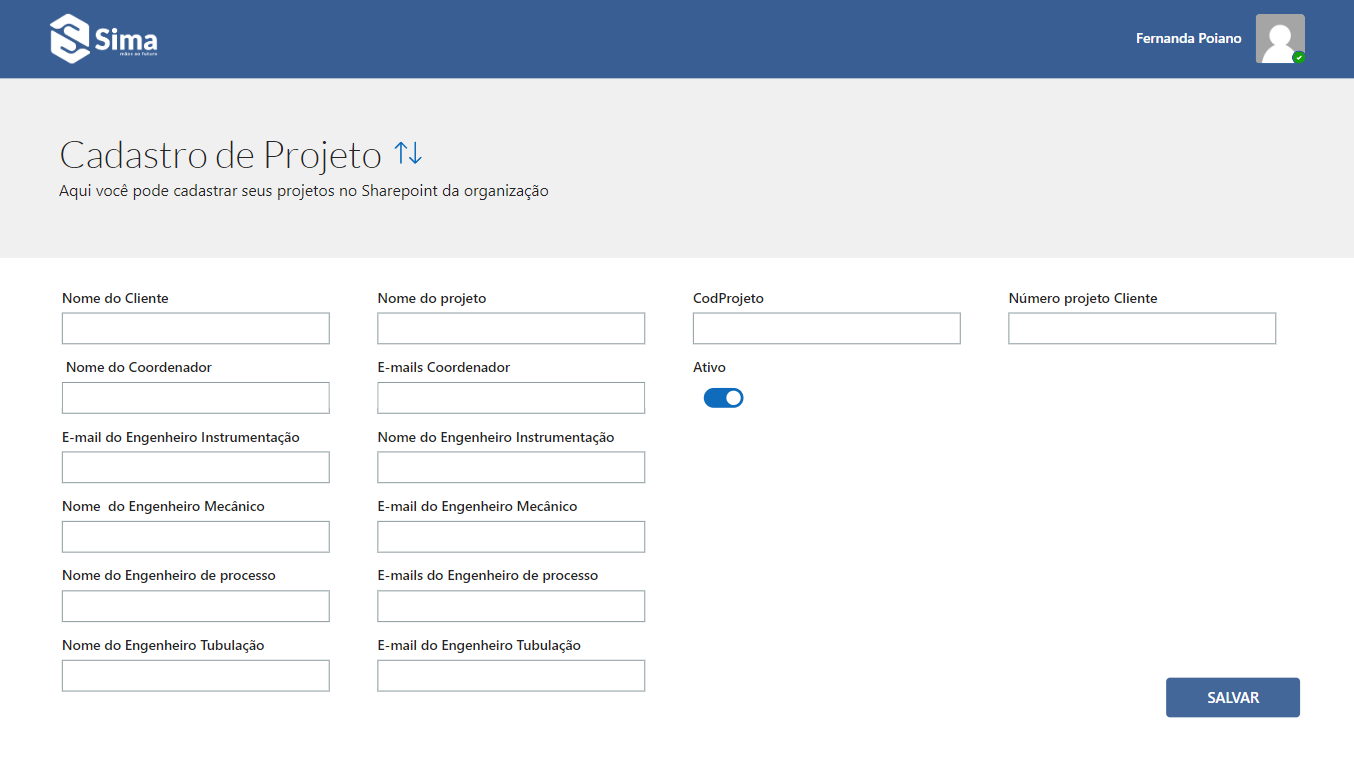 Sima
mãos ao futuro
Fernanda Poiano
Cadastro de Projeto
Aqui você pode cadastrar seus projetos no Sharepoint da organização
Nome do Cliente
Nome do projeto
CodProjeto
Número projeto Cliente
Nome do Coordenador
E-mails Coordenador
Ativo
E-mail do Engenheiro Instrumentação
Nome do Engenheiro Instrumentação
Nome  do Engenheiro Mecânico
E-mail do Engenheiro Mecânico
Nome do Engenheiro de processo
E-mails do Engenheiro de processo
Nome do Engenheiro Tubulação
E-mail do Engenheiro Tubulação
SALVAR